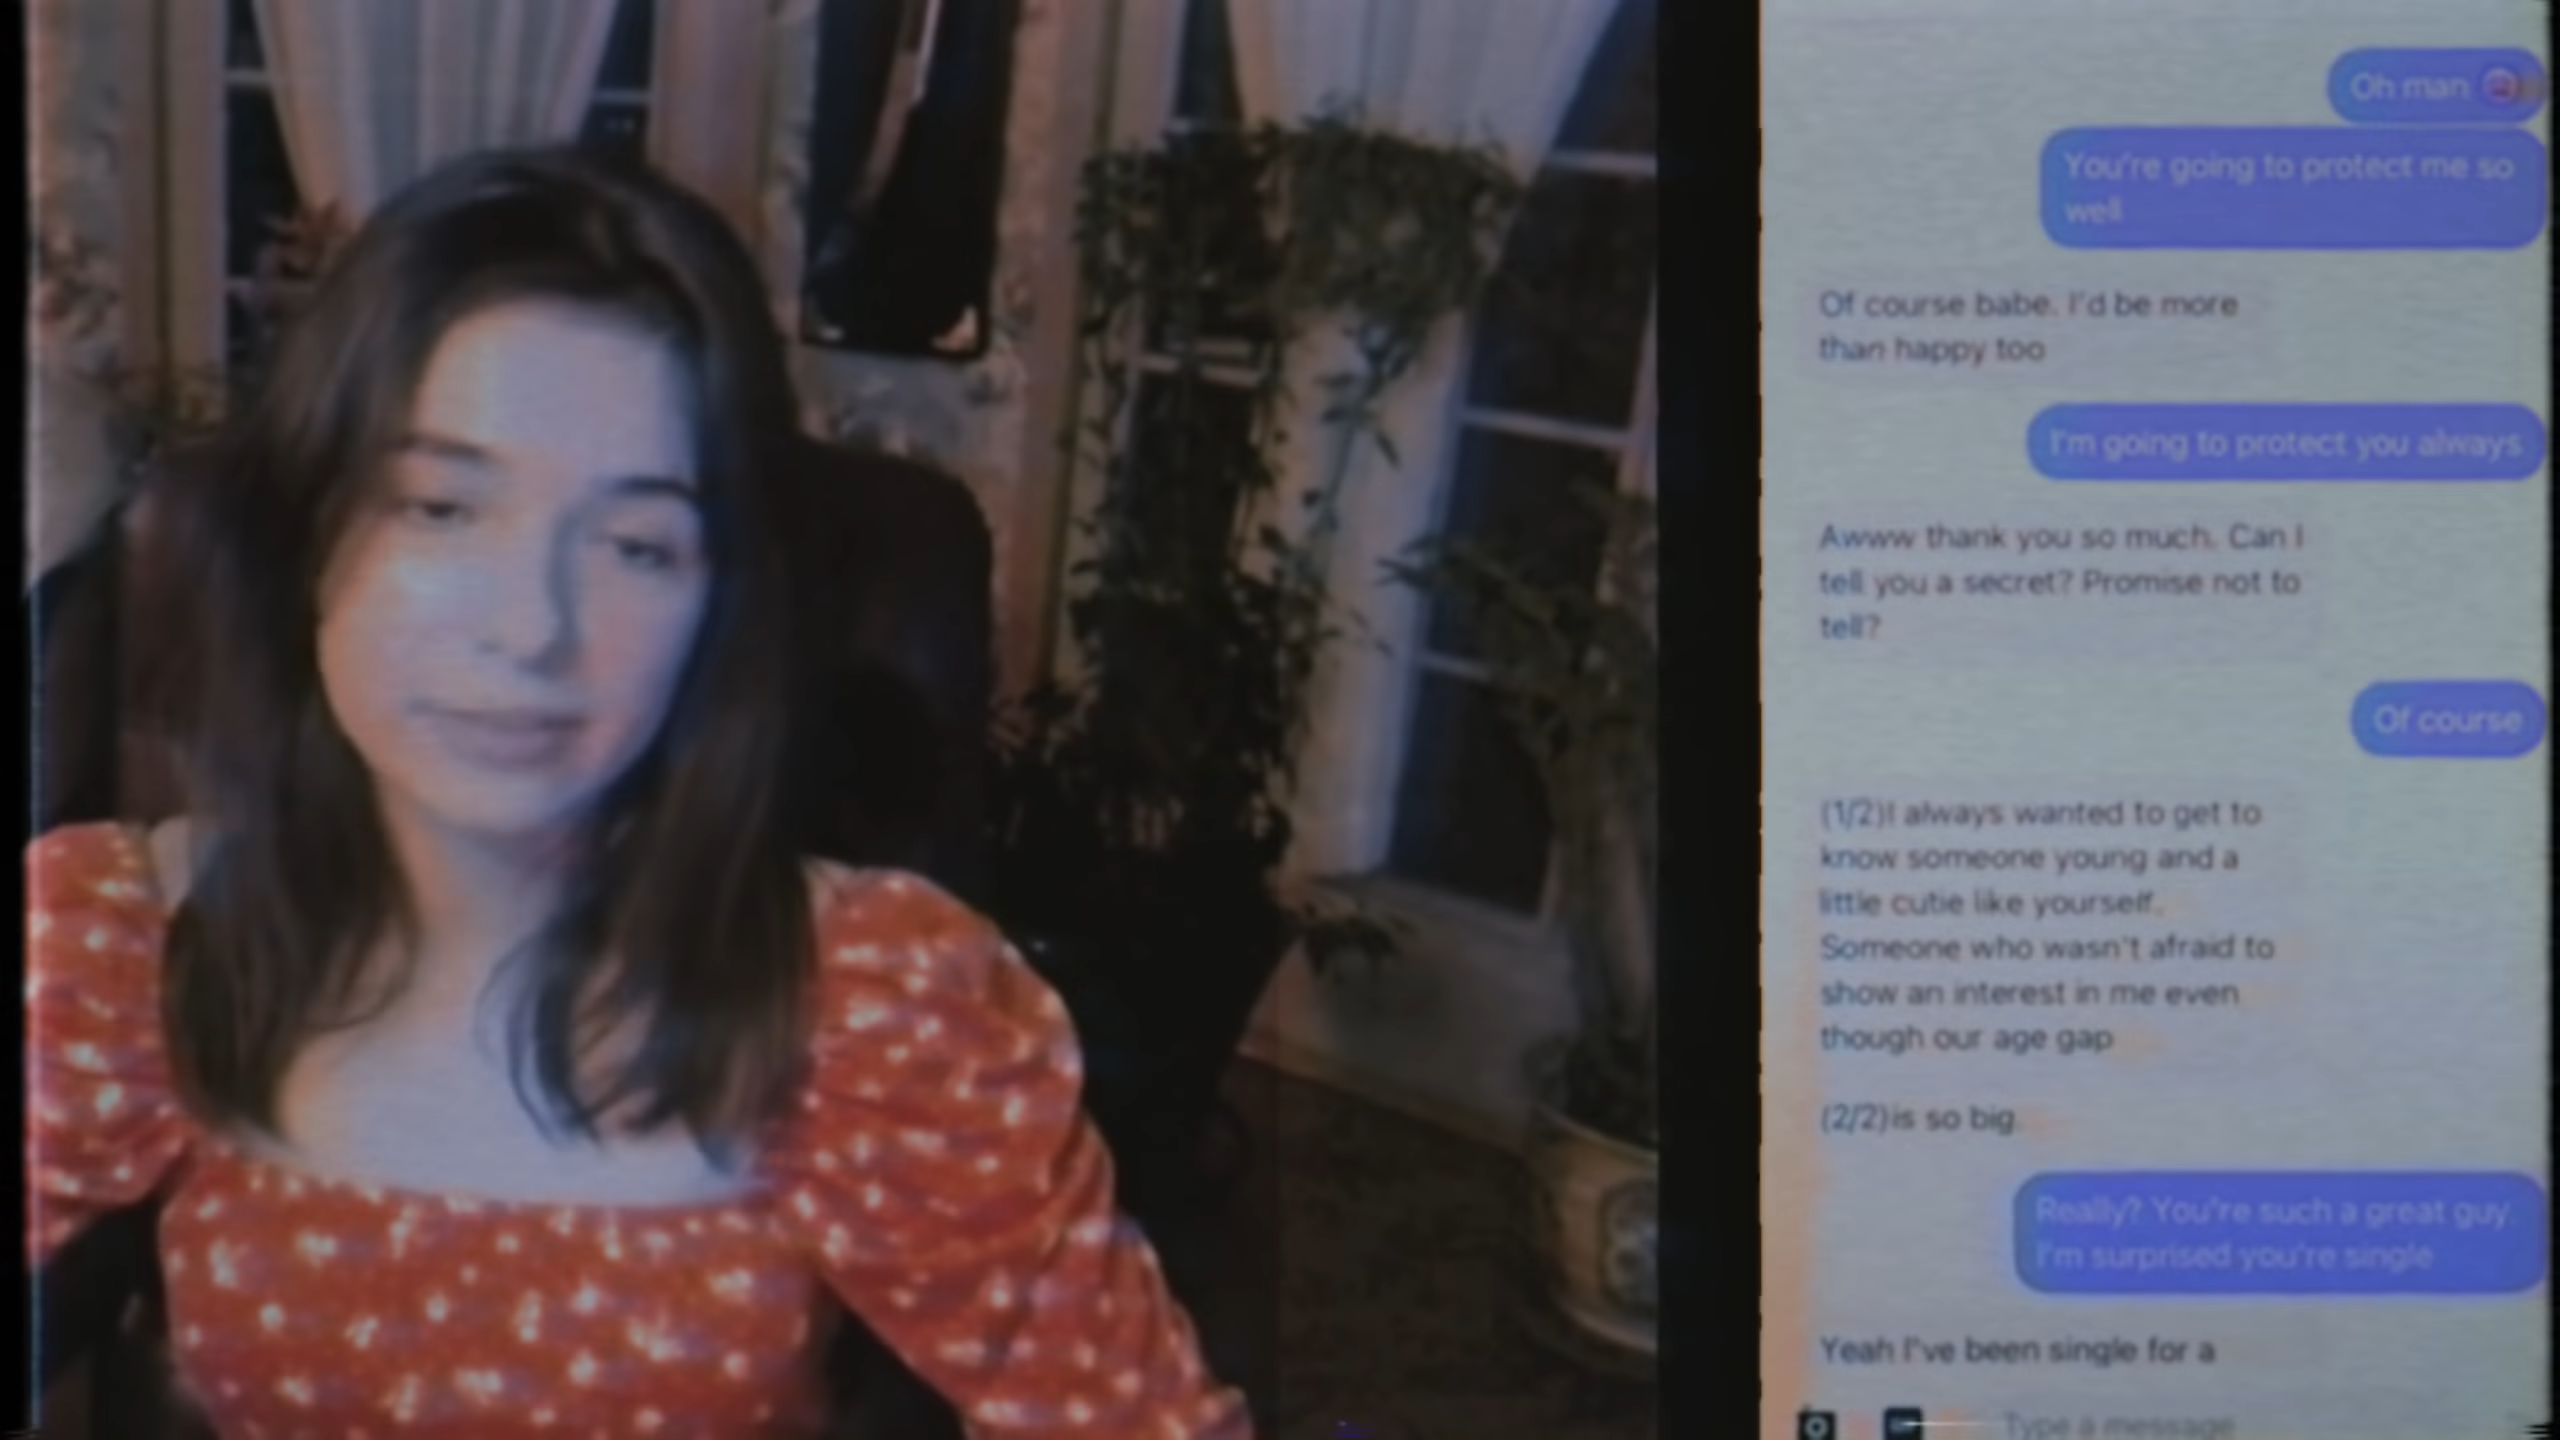 Oh man
You're going to protect me so
well
Of course babe. I'd be more
than happy too
I'm going to protect you always
Awww thank you so much. Can I
tell you a secret? Promise not to
tell?
Of course
(1/2)I always wanted to get to
know someone young and a
little cutie like yourself.
Someone who wasn't afraid to
show an interest in me even
though our age gap
(2/2)is so big.
Really? You're such a great guy.
I'm surprised you're single
Yeah I've been single for a
Type a message